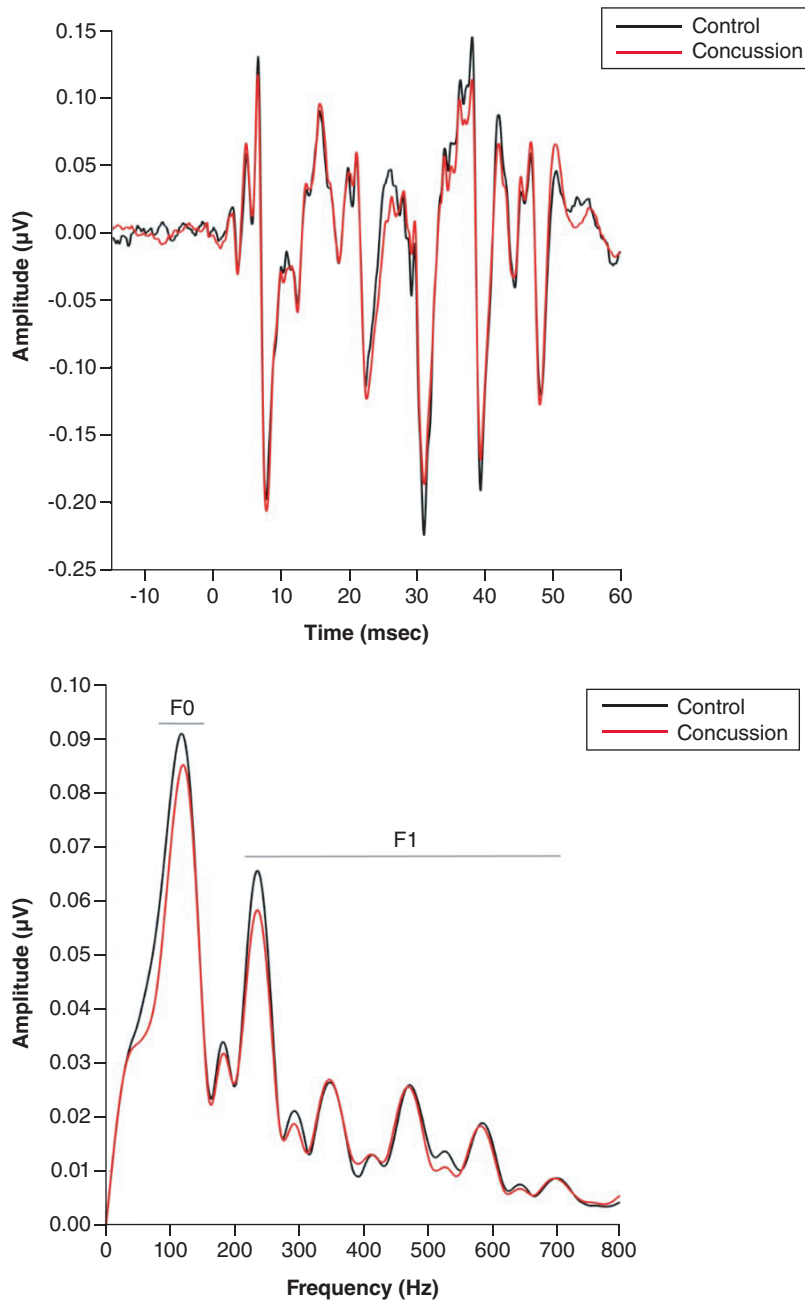 Control
Concussion
0.15
0.10
0.05
0.00
-0.05
-0.10
-0.15
-0.20
-0.25
Amplitude (µV)
-10 0 10 20 30 40 50 60
Time (msec)
Control
Concussion
F0
F1
0.10
0.09
0.08
0.07
0.06
0.05
0.04
0.03
0.02
0.01
0.00
Amplitude (µV)
0 100 200 300 400 500 600 700 800
Frequency (Hz)